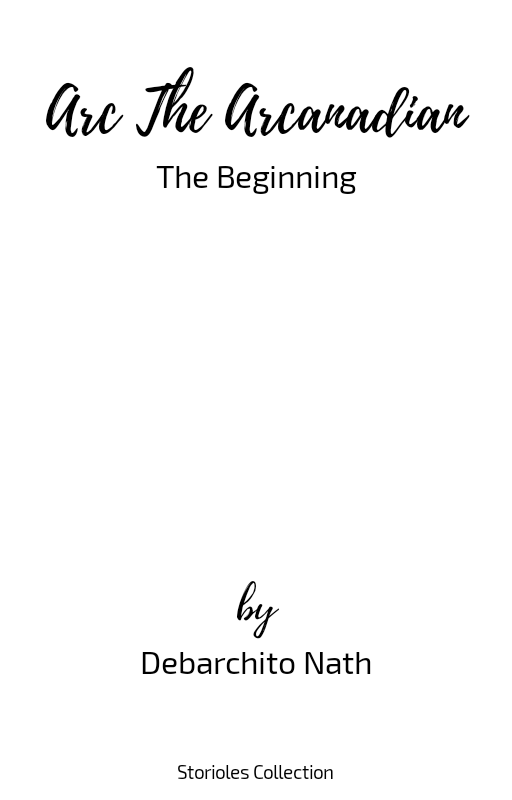 Arc The Arcanadian
The Beginning
by
Debarchito Nath
Storioles Collection